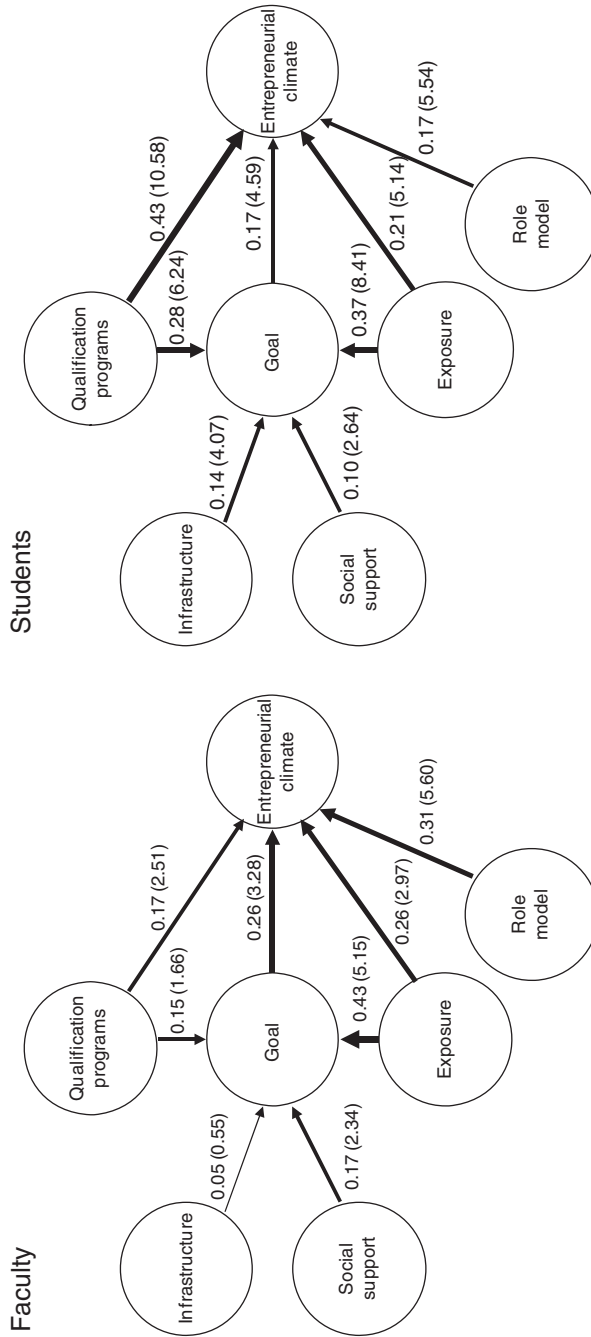 Faculty
Qualification
programs
0.17 (2.51)
0.15 (1.66)
Infrastructure
0.05 (0.55)
Goal
0.26 (3.28)
Entrepreneurial
climate
Social
support
0.17 (2.34)
0.43 (5.15)
0.26 (2.97)
0.31 (5.60)
Exposure
Role
model
Students
Qualification
programs
0.43 (10.58)
0.28 (6.24)
Infrastructure
0.14 (4.07)
Goal
0.17 (4.59)
Entrepreneurial
climate
Social
support
0.10 (2.64)
0.37 (8.41)
0.21 (5.14)
0.17 (5.54)
Exposure
Role
model